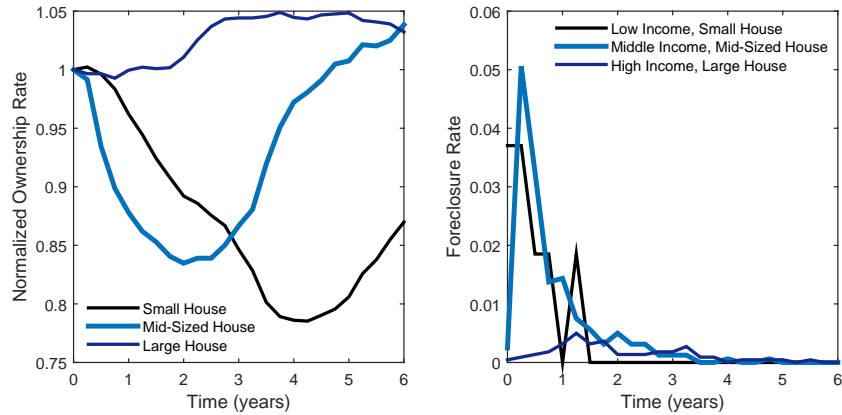 1.05
1
0.95
0.9
0.85
0.8
0.75
Normalized Ownership Rate
Small House
Mid-Sized House
Large House
0 1 2 3 4 5 6
Time (years)
0.06
0.05
0.04
0.03
0.02
0.01
0
Foreclosure Rate
Low Income, Small House
Middle Income, Mid-Sized House
High Income, Large House
0 1 2 3 4 5 6
Time (years)